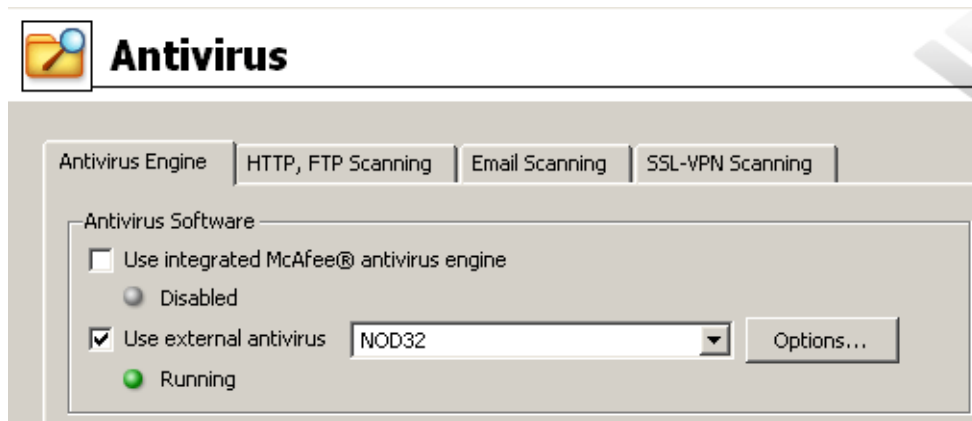 Antivirus
Antivirus Engine HTTP, FTP Scanning Email Scanning SSL-VPN Scanning
Antivirus Software
Use integrated McAfee® antivirus engine
Disabled
Use external antivirus NOD32 Options...
Running